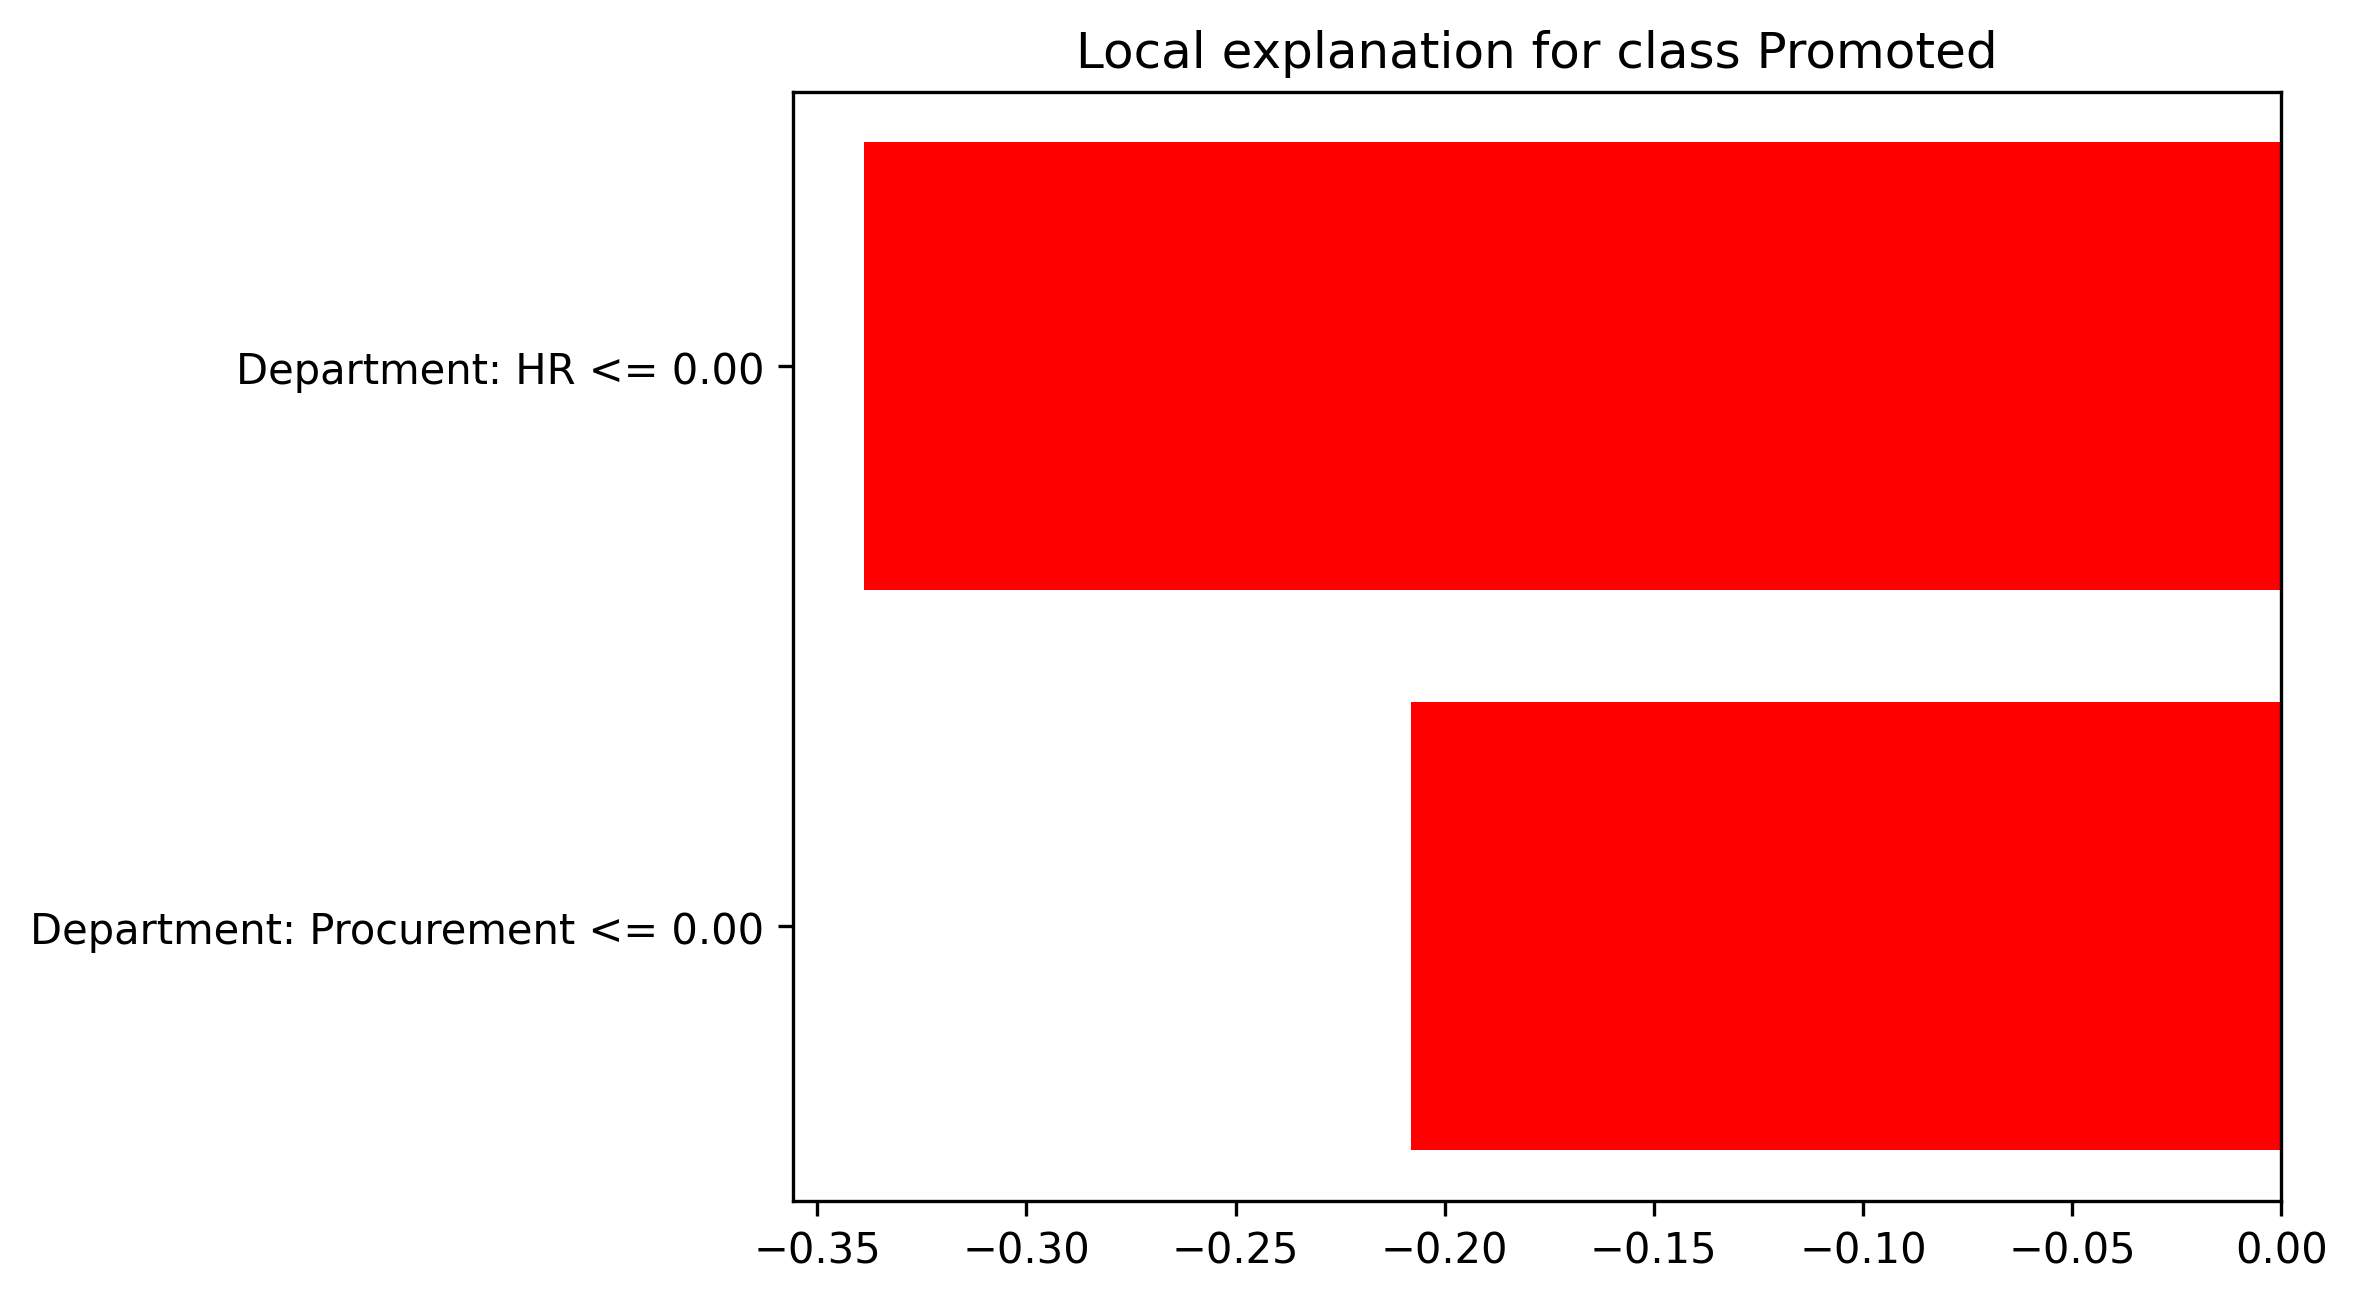 Local explanation for class Promoted
Department: HR <= 0.00
Department: Procurement <= 0.00
−0.35 −0.30 −0.25 −0.20 −0.15 −0.10 −0.05 0.00